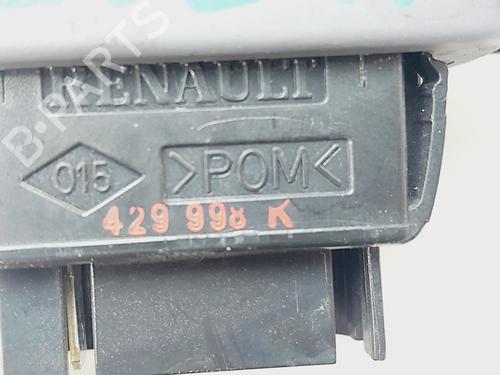 RENAULT
015 >POM<
429 998 K
B-PARTS